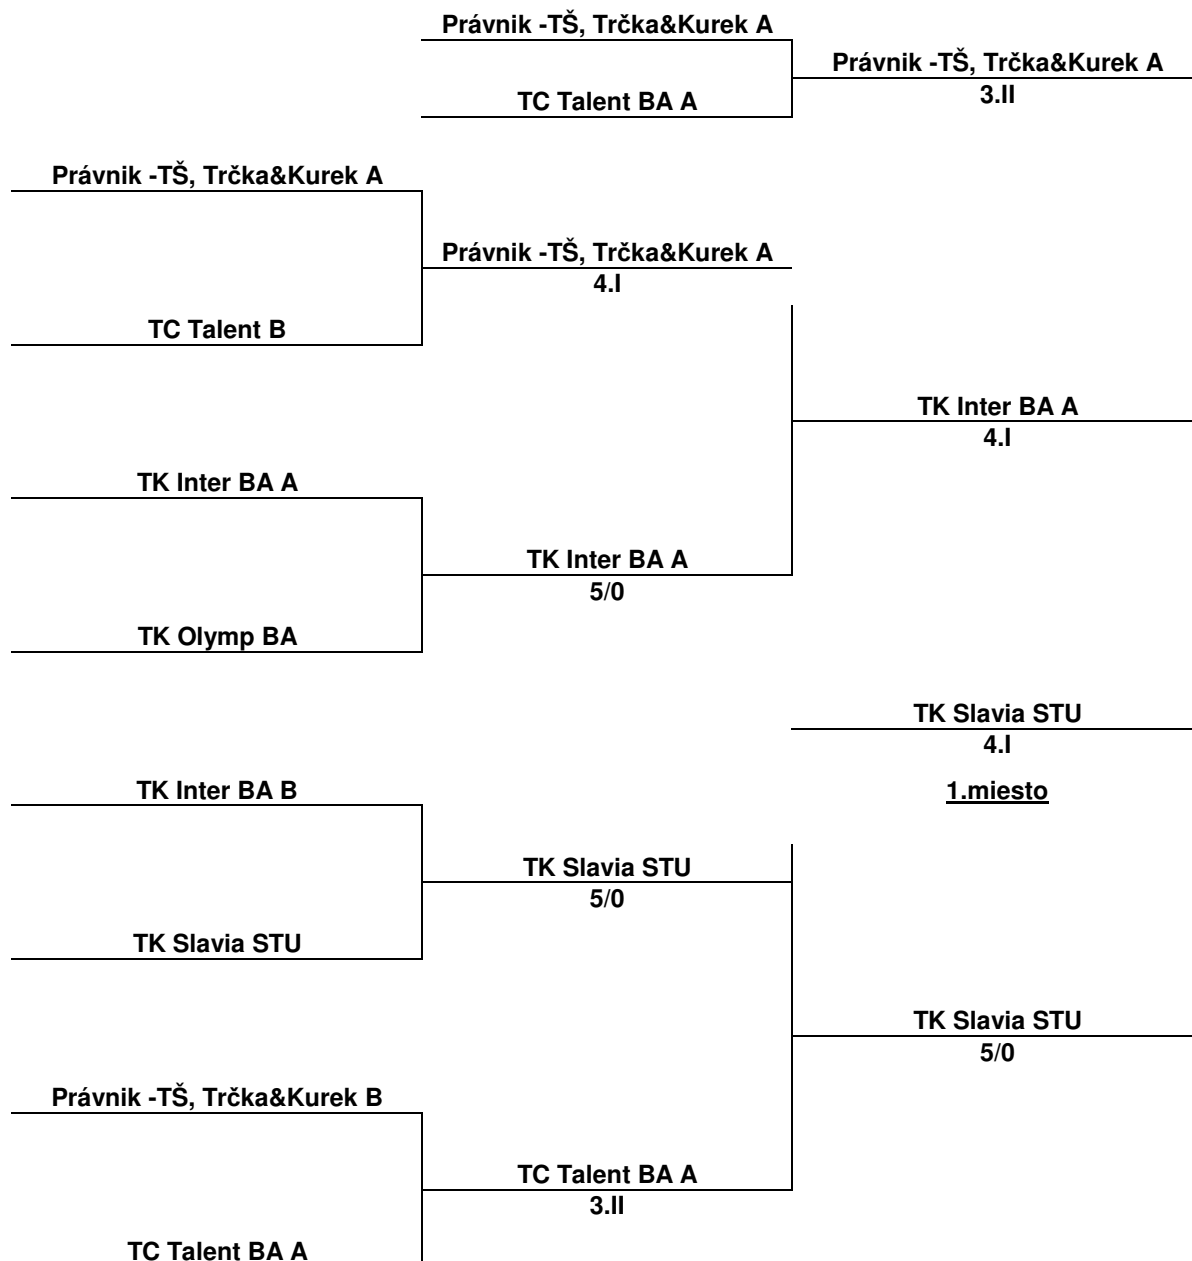 Právnik -TŠ, Trčka&Kurek A
Právnik -TŠ, Trčka&Kurek A
TC Talent BA A
3.II
Právnik -TŠ, Trčka&Kurek A
Právnik -TŠ, Trčka&Kurek A
4.I
TC Talent B
TK Inter BA A
4.I
TK Inter BA A
TK Inter BA A
5/0
TK Olymp BA
TK Slavia STU
4.I
TK Inter BA B
1.miesto
TK Slavia STU
5/0
TK Slavia STU
TK Slavia STU
5/0
Právnik -TŠ, Trčka&Kurek B
TC Talent BA A
3.II
TC Talent BA A